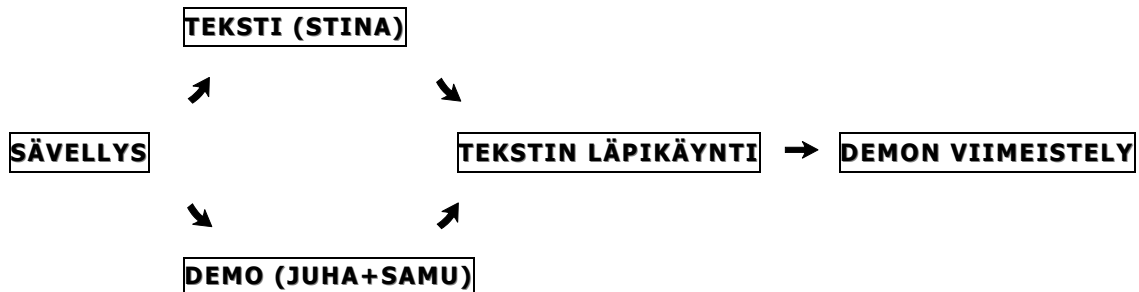 TEKSTI (STINA)
SÄVELLYS
TEKSTIN LÄPIKÄYNTI
DEMON VIIMEISTELY
DEMO (JUHA+SAMU)